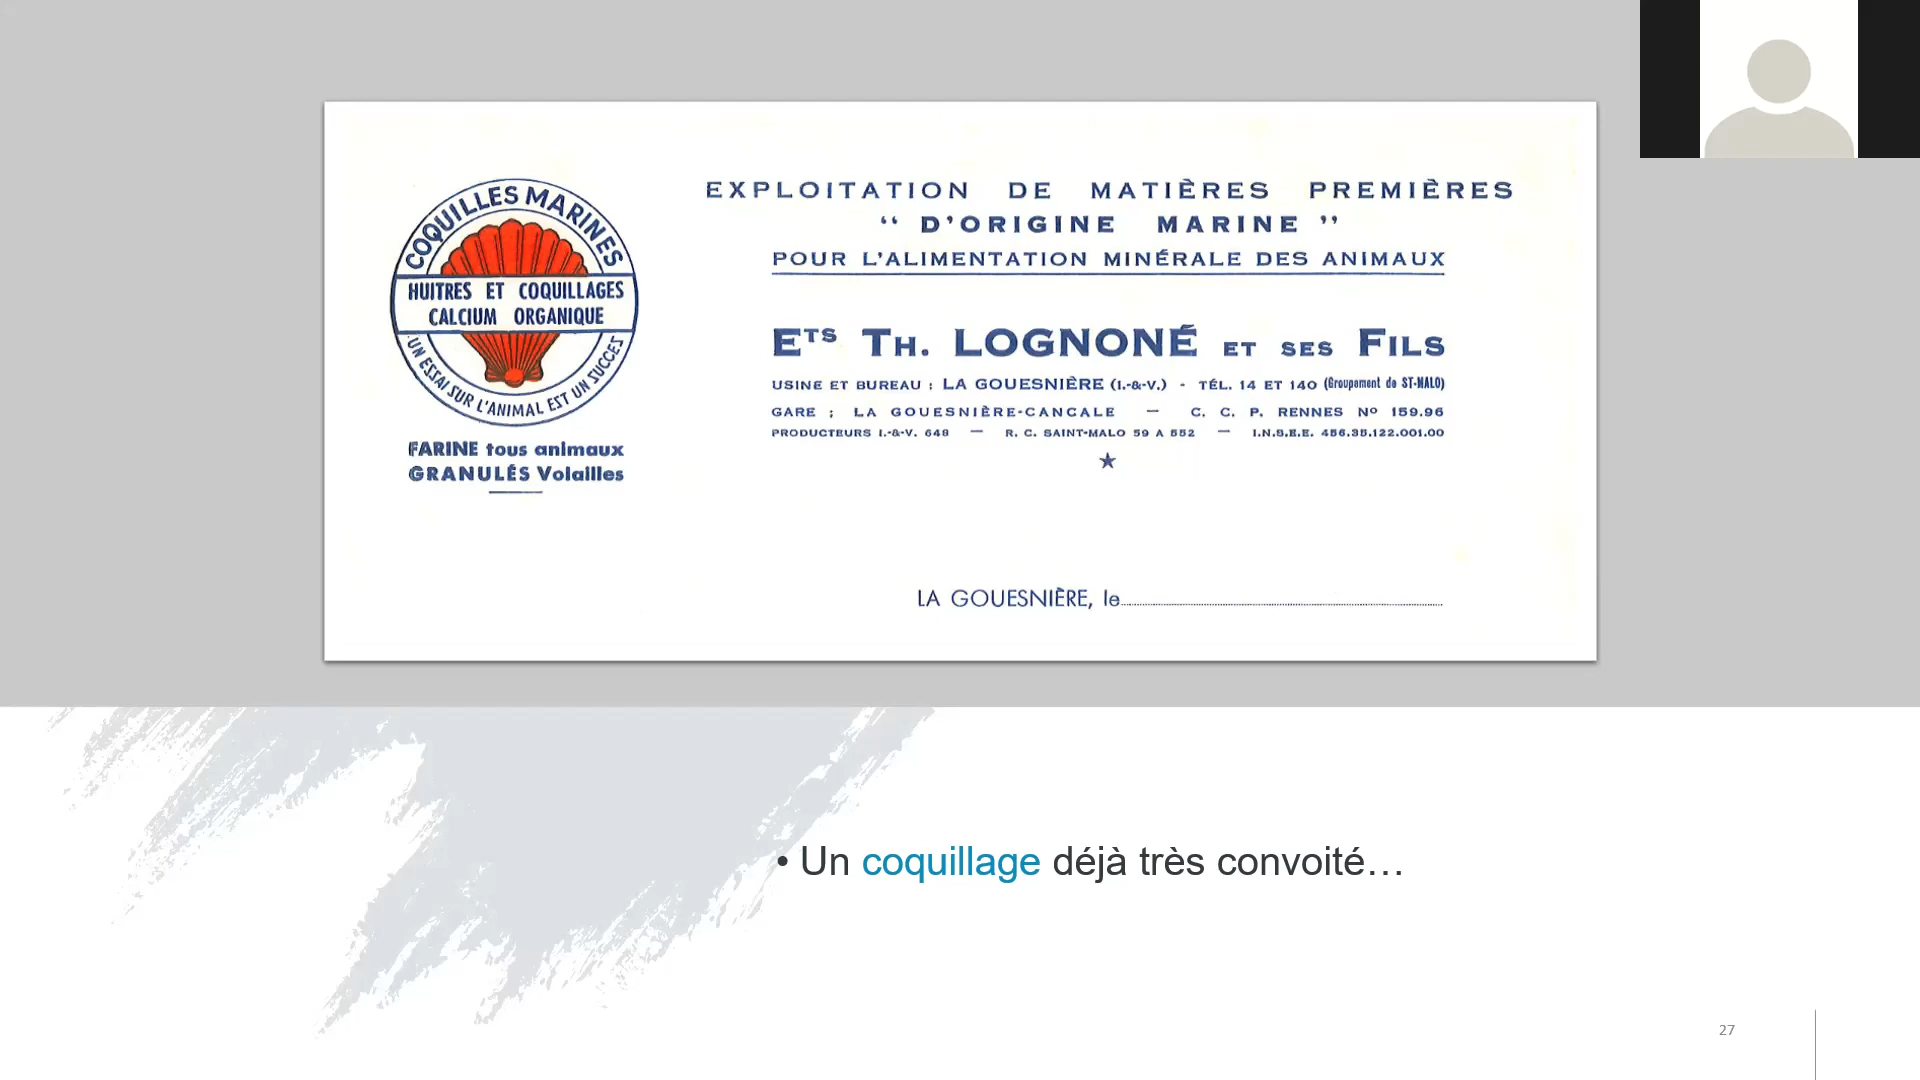 COQUILLES MARINES
HUITRES ET COQUILLAGES
CALCIUM ORGANIQUE
UN ESSAI SUR L'ANIMAL EST UN SUCCES
FARINE tous animaux
GRANULÉS Volailles
EXPLOITATION DE MATIÈRES PREMIÈRES
“ D'ORIGINE MARINE ”
POUR L'ALIMENTATION MINÉRALE DES ANIMAUX
ETS TH. LOGNONÉ ET SES FILS
USINE ET BUREAU : LA GOUESNIÈRE (I.-&-V.) - TÉL. 14 ET 140 (Groupement de ST-MALO)
GARE : LA GOUESNIÈRE-CANCALE — C. C. P. RENNES Nº 159.96
PRODUCTEURS I.-&-V. 648 — R. C. SAINT-MALO 59 A 552 — I.N.S.E.E. 456.35.122.001.00
LA GOUESNIÈRE, le
• Un coquillage déjà très convoité…
27